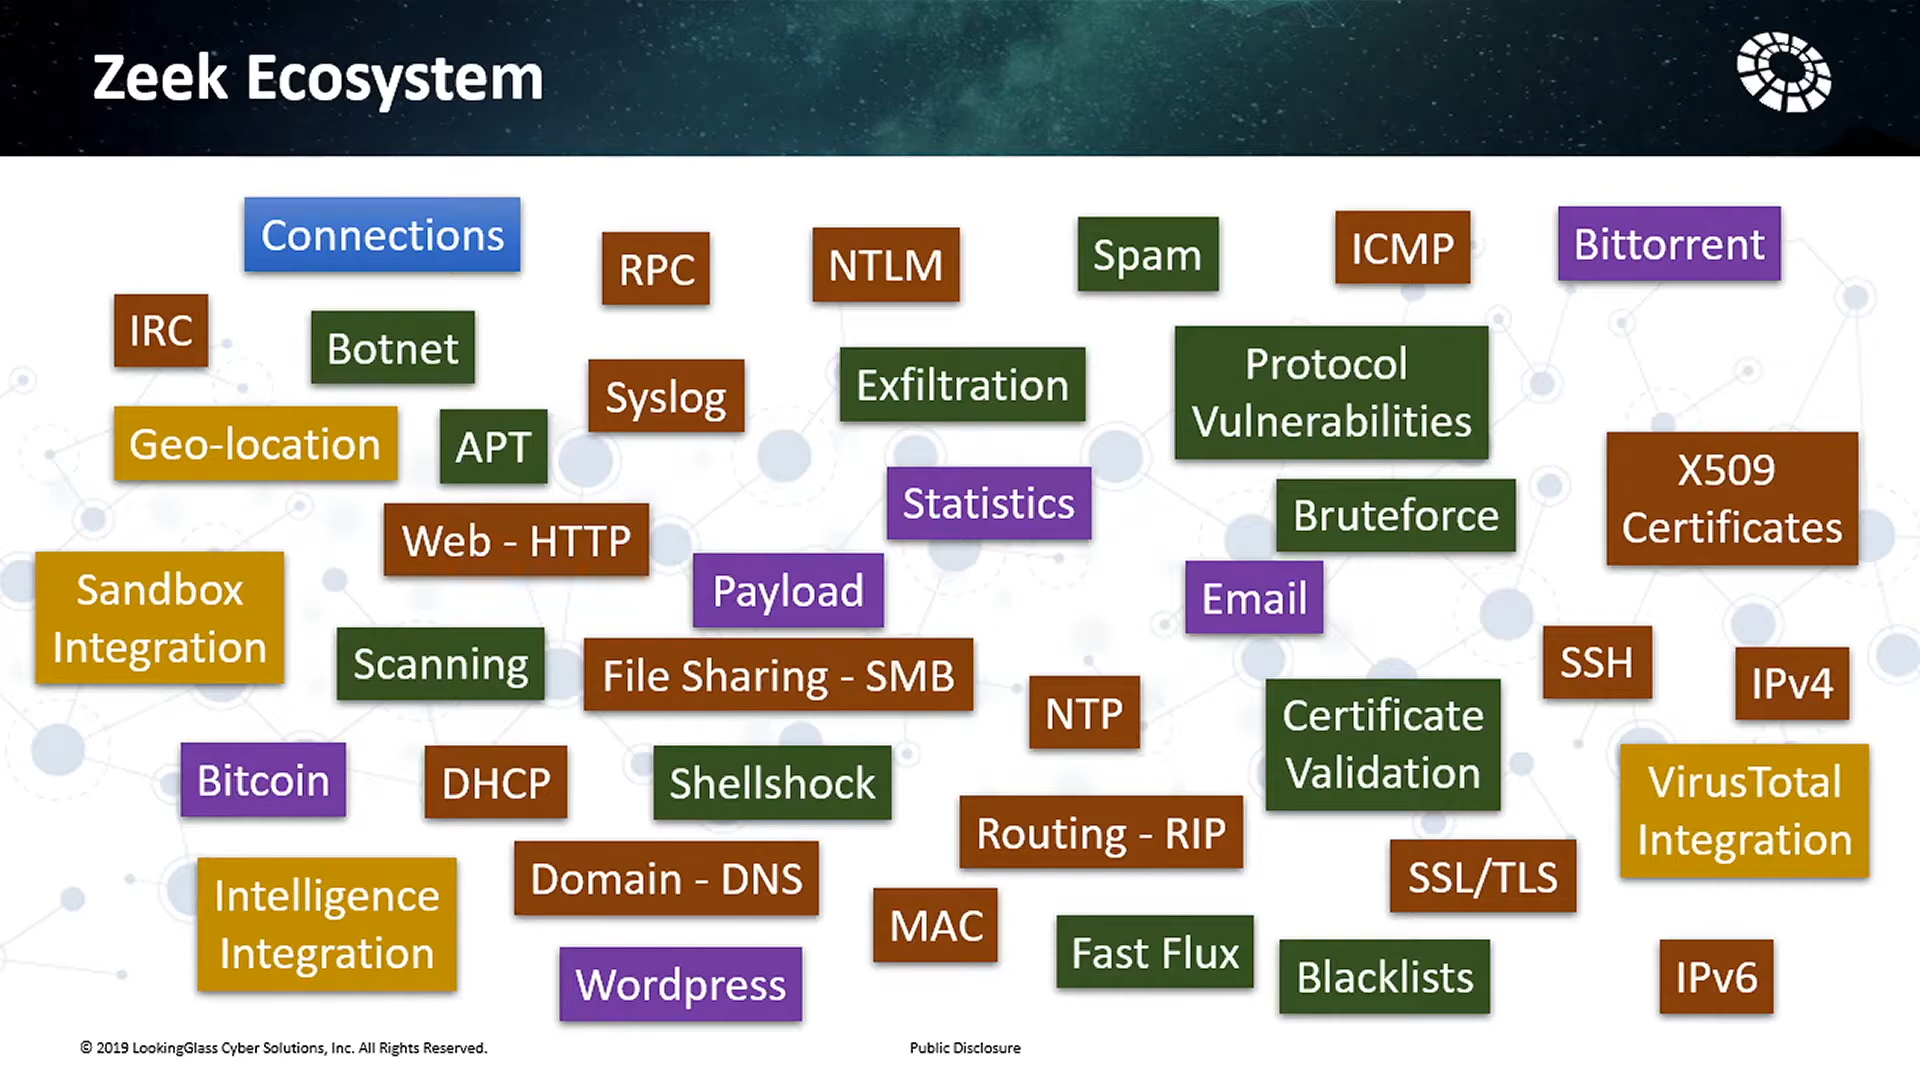 Zeek Ecosystem
Connections
RPC
NTLM
Spam
ICMP
Bittorrent
IRC
Botnet
Syslog
Exfiltration
Protocol
Vulnerabilities
Geo-location
APT
X509
Certificates
Statistics
Bruteforce
Web - HTTP
Sandbox
Integration
Payload
Email
Scanning
File Sharing - SMB
SSH
IPv4
NTP
Certificate
Validation
Bitcoin
DHCP
Shellshock
VirusTotal
Integration
Routing - RIP
Domain - DNS
SSL/TLS
Intelligence
Integration
MAC
Fast Flux
Blacklists
IPv6
Wordpress
© 2019 LookingGlass Cyber Solutions, Inc. All Rights Reserved.
Public Disclosure